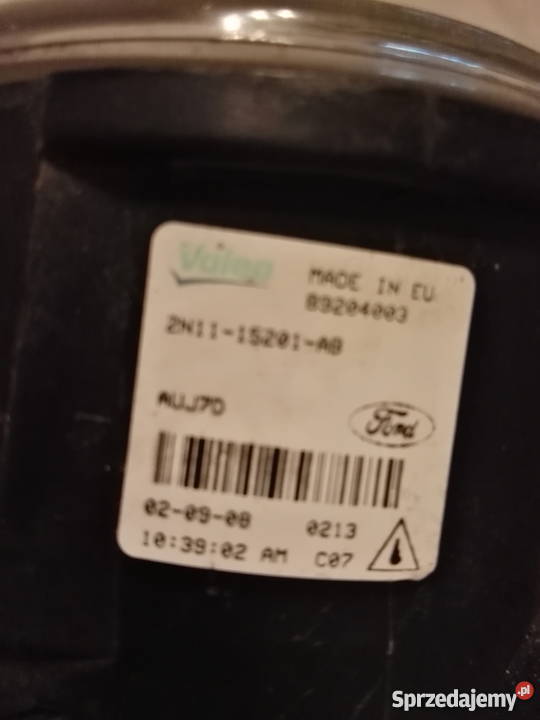 Valeo
MADE IN EU
89204003
2N11-15201-AB
AUJ7D
Ford
02-09-08 0213
10:39:02 AM C07
Sprzedajemy.pl